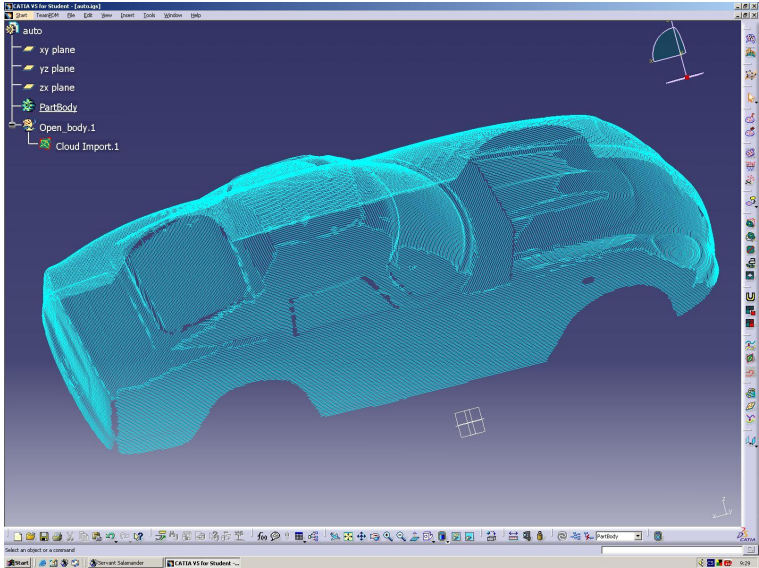 CATIA V5 for Student - [auto.igs]
Start TeamPDM File Edit View Insert Tools Window Help
auto
xy plane
yz plane
zx plane
PartBody
Open_body.1
Cloud Import.1
PartBody
CATIA
Select an object or a command
Start Servant Salamander CATIA V5 for Student -... 9:29